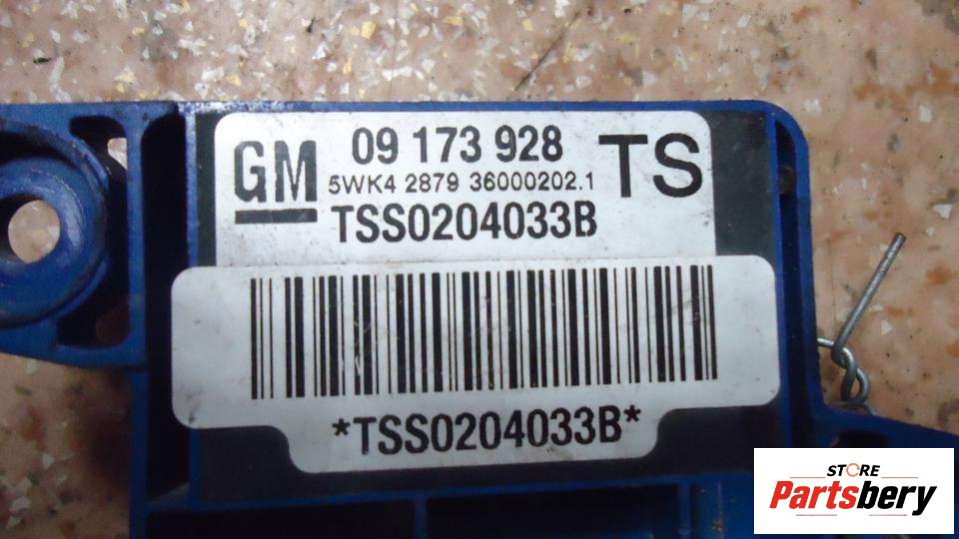 GM
09 173 928
TS
5WK4 2879 36000202.1
TSS0204033B
*TSS0204033B*
STORE
Partsbery